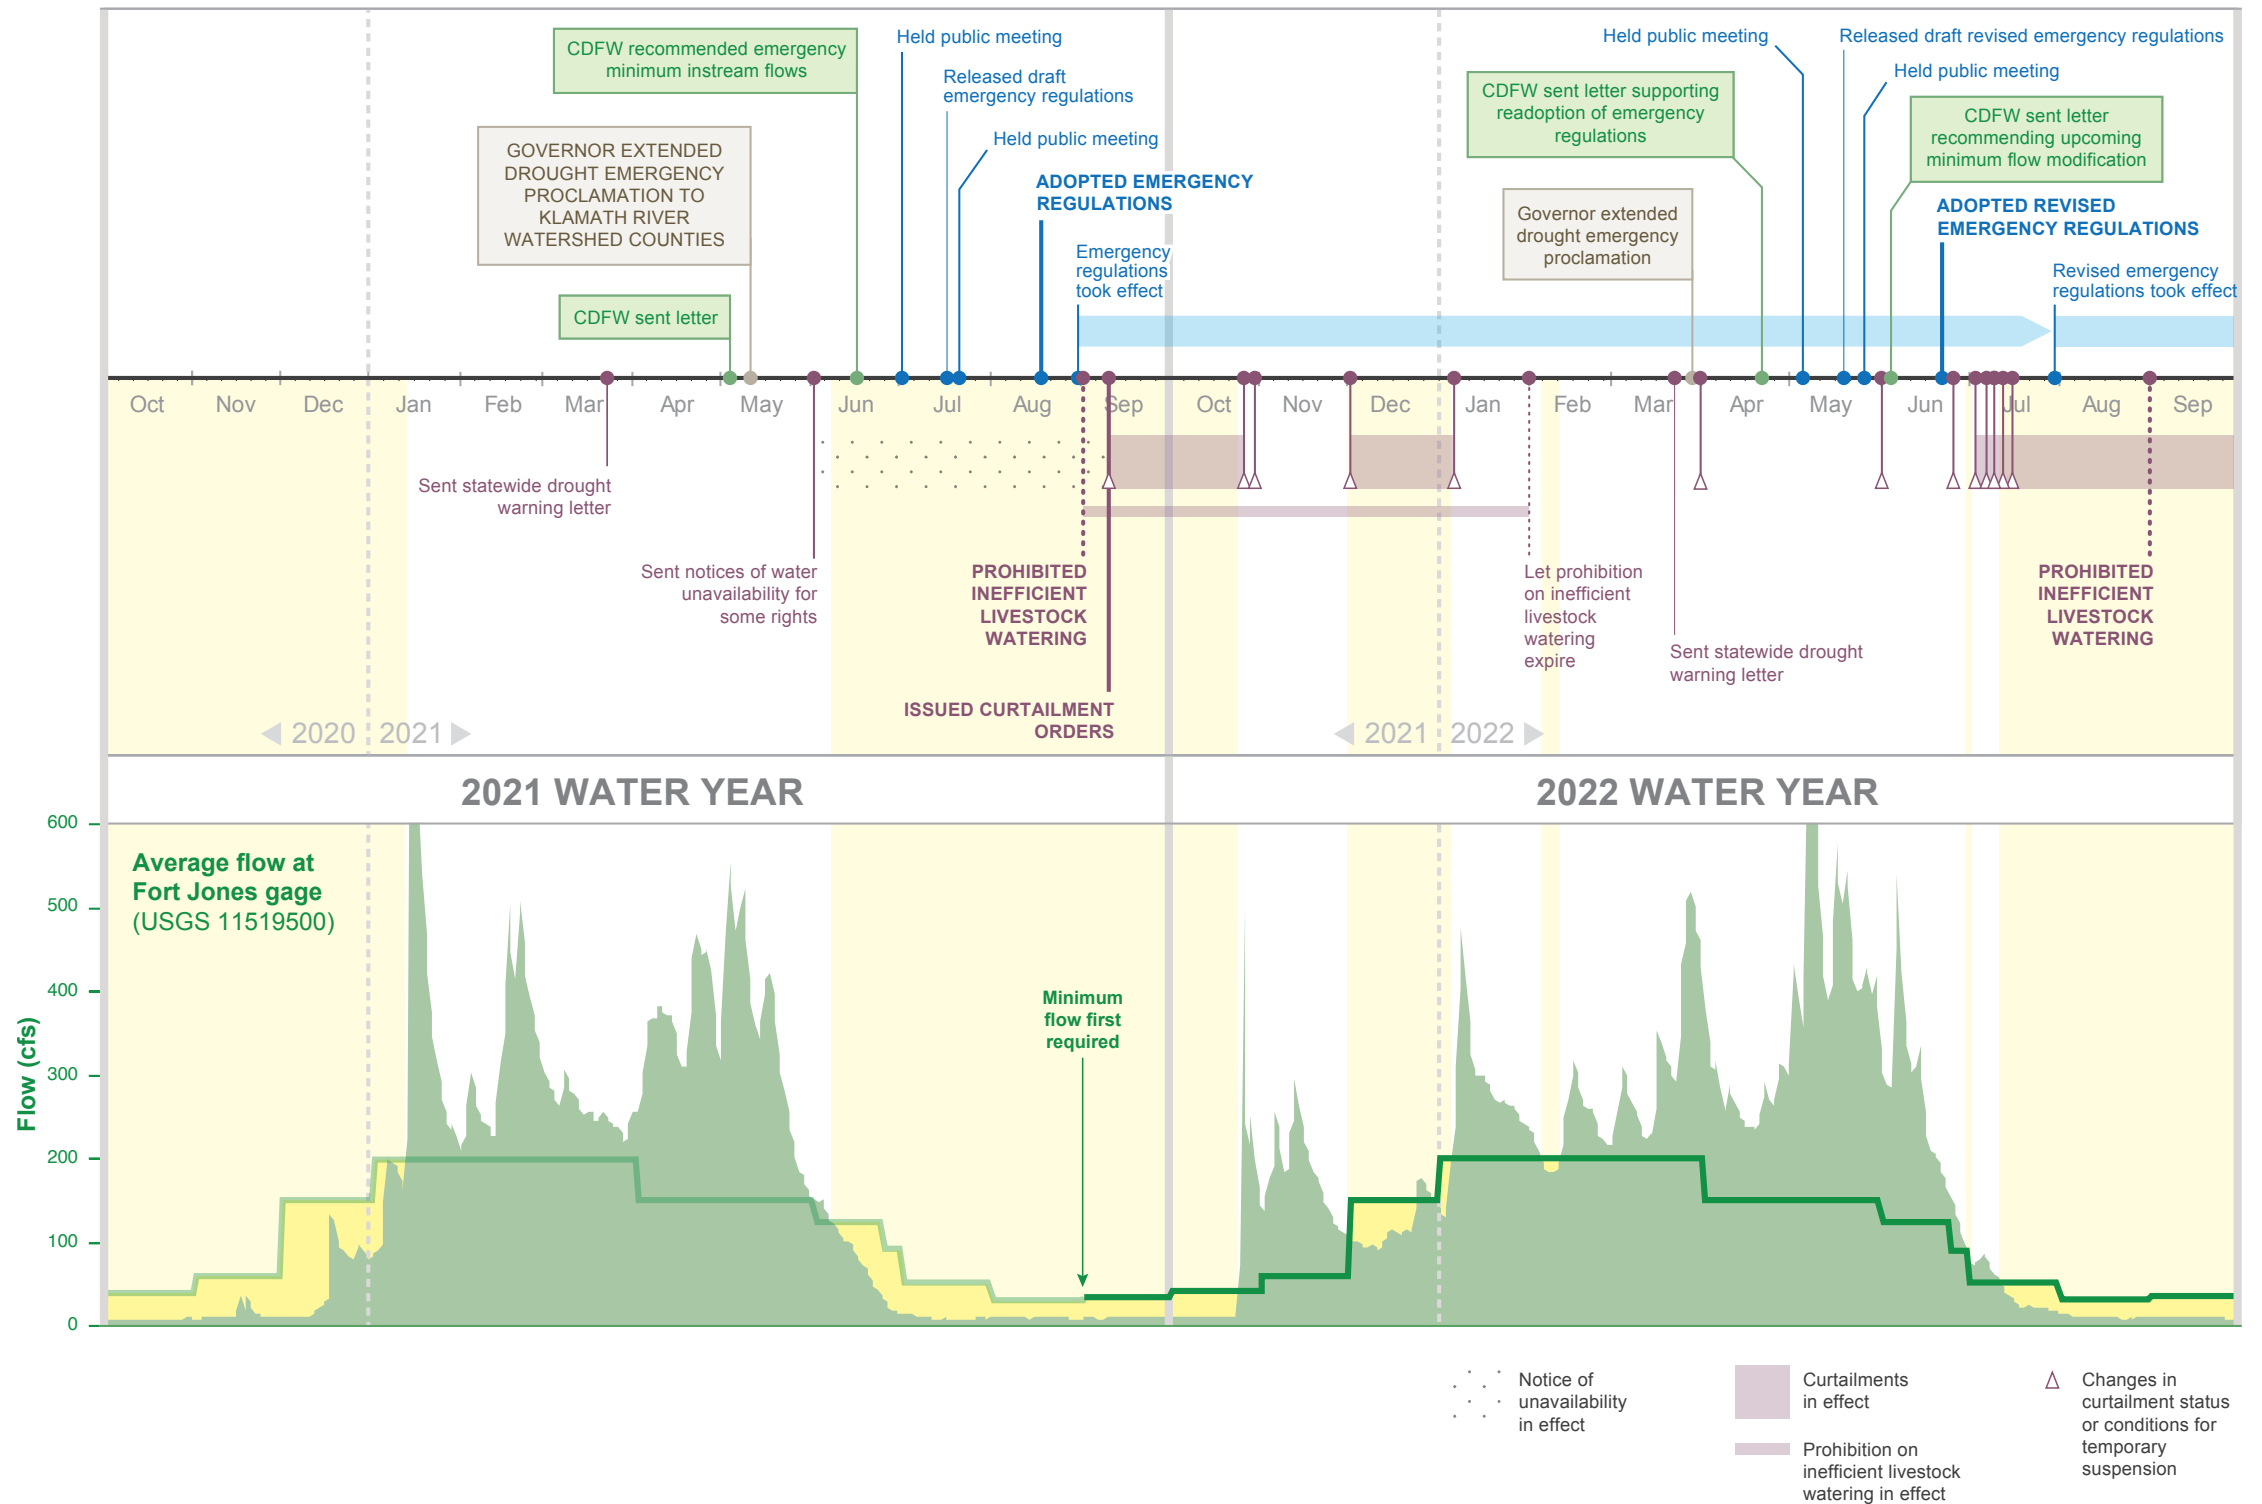 CDFW recommended emergency
minimum instream flows
Held public meeting
Released draft
emergency regulations
Held public meeting
GOVERNOR EXTENDED
DROUGHT EMERGENCY
PROCLAMATION TO
KLAMATH RIVER
WATERSHED COUNTIES
ADOPTED EMERGENCY
REGULATIONS
Emergency
regulations
took effect
CDFW sent letter
Held public meeting
Released draft revised emergency regulations
Held public meeting
CDFW sent letter supporting
readoption of emergency
regulations
CDFW sent letter
recommending upcoming
minimum flow modification
Governor extended
drought emergency
proclamation
ADOPTED REVISED
EMERGENCY REGULATIONS
Revised emergency
regulations took effect
Oct Nov Dec Jan Feb Mar Apr May Jun Jul Aug Sep Oct Nov Dec Jan Feb Mar Apr May Jun Jul Aug Sep
Sent statewide drought
warning letter
Sent notices of water
unavailability for
some rights
PROHIBITED
INEFFICIENT
LIVESTOCK
WATERING
ISSUED CURTAILMENT
ORDERS
Let prohibition
on inefficient
livestock
watering
expire
Sent statewide drought
warning letter
PROHIBITED
INEFFICIENT
LIVESTOCK
WATERING
2020 2021
2021 2022
2021 WATER YEAR
2022 WATER YEAR
600
500
400
300
200
100
0
Flow (cfs)
Average flow at
Fort Jones gage
(USGS 11519500)
Minimum
flow first
required
Notice of
unavailability
in effect
Curtailments
in effect
Prohibition on
inefficient livestock
watering in effect
Changes in
curtailment status
or conditions for
temporary
suspension